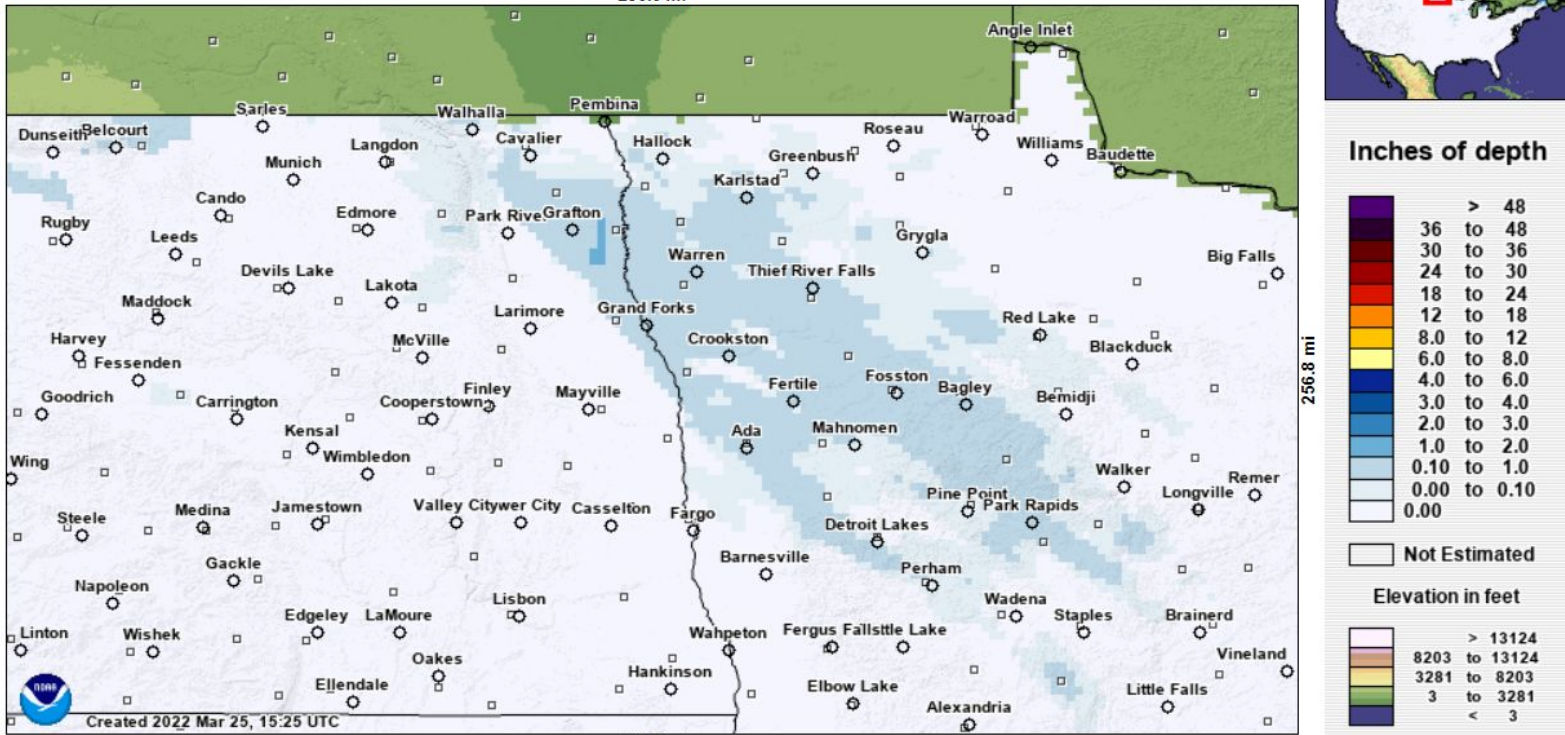 Angle Inlet
Sarles
Walhalla
Pembina
Warroad
Dunseith
Belcourt
Langdon
Cavalier
Hallock
Roseau
Williams
Munich
Greenbush
Baudette
Karlstad
Cando
Edmore
Park River
Grafton
Rugby
Leeds
Grygla
Warren
Big Falls
Devils Lake
Thief River Falls
Lakota
Maddock
Larimore
Grand Forks
Red Lake
Harvey
McVille
Crookston
Blackduck
Fessenden
Goodrich
Carrington
Finley
Cooperstown
Mayville
Fertile
Fosston
Bagley
Bemidji
Kensal
Ada
Mahnomen
Wing
Wimbledon
Walker
Remer
Pine Point
Park Rapids
Longville
Steele
Medina
Jamestown
Valley City
wer City
Casselton
Fargo
Detroit Lakes
Gackle
Barnesville
Perham
Napoleon
Edgeley
LaMoure
Lisbon
Wadena
Staples
Brainerd
Linton
Wishek
Wahpeton
Fergus Falls
ttle Lake
Oakes
Hankinson
Vineland
Ellendale
Elbow Lake
Little Falls
Alexandria
NOAA
Created 2022 Mar 25, 15:25 UTC
256.8 mi
Inches of depth
> 48
36 to 48
30 to 36
24 to 30
18 to 24
12 to 18
8.0 to 12
6.0 to 8.0
4.0 to 6.0
3.0 to 4.0
2.0 to 3.0
1.0 to 2.0
0.10 to 1.0
0.00 to 0.10
0.00
Not Estimated
Elevation in feet
> 13124
8203 to 13124
3281 to 8203
3 to 3281
< 3